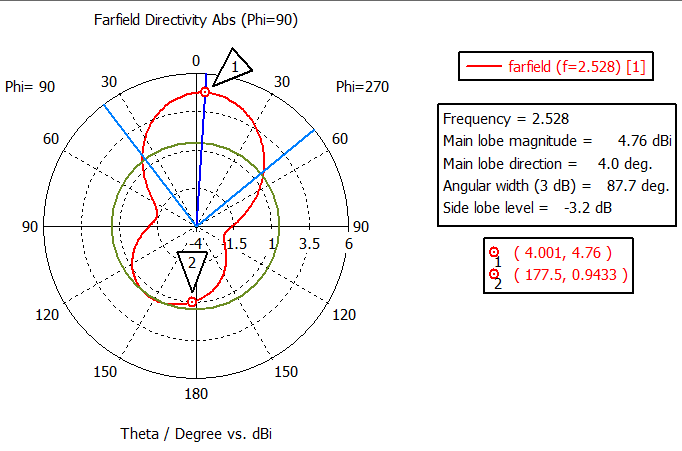 Farfield Directivity Abs (Phi=90)
0
1
Phi= 90
30
30
Phi=270
60
60
90
-4
-1.5
1
3.5
6
90
2
120
120
150
150
180
Theta / Degree vs. dBi
farfield (f=2.528) [1]
Frequency = 2.528
Main lobe magnitude = 4.76 dBi
Main lobe direction = 4.0 deg.
Angular width (3 dB) = 87.7 deg.
Side lobe level = -3.2 dB
1 ( 4.001, 4.76 )
2 ( 177.5, 0.9433 )